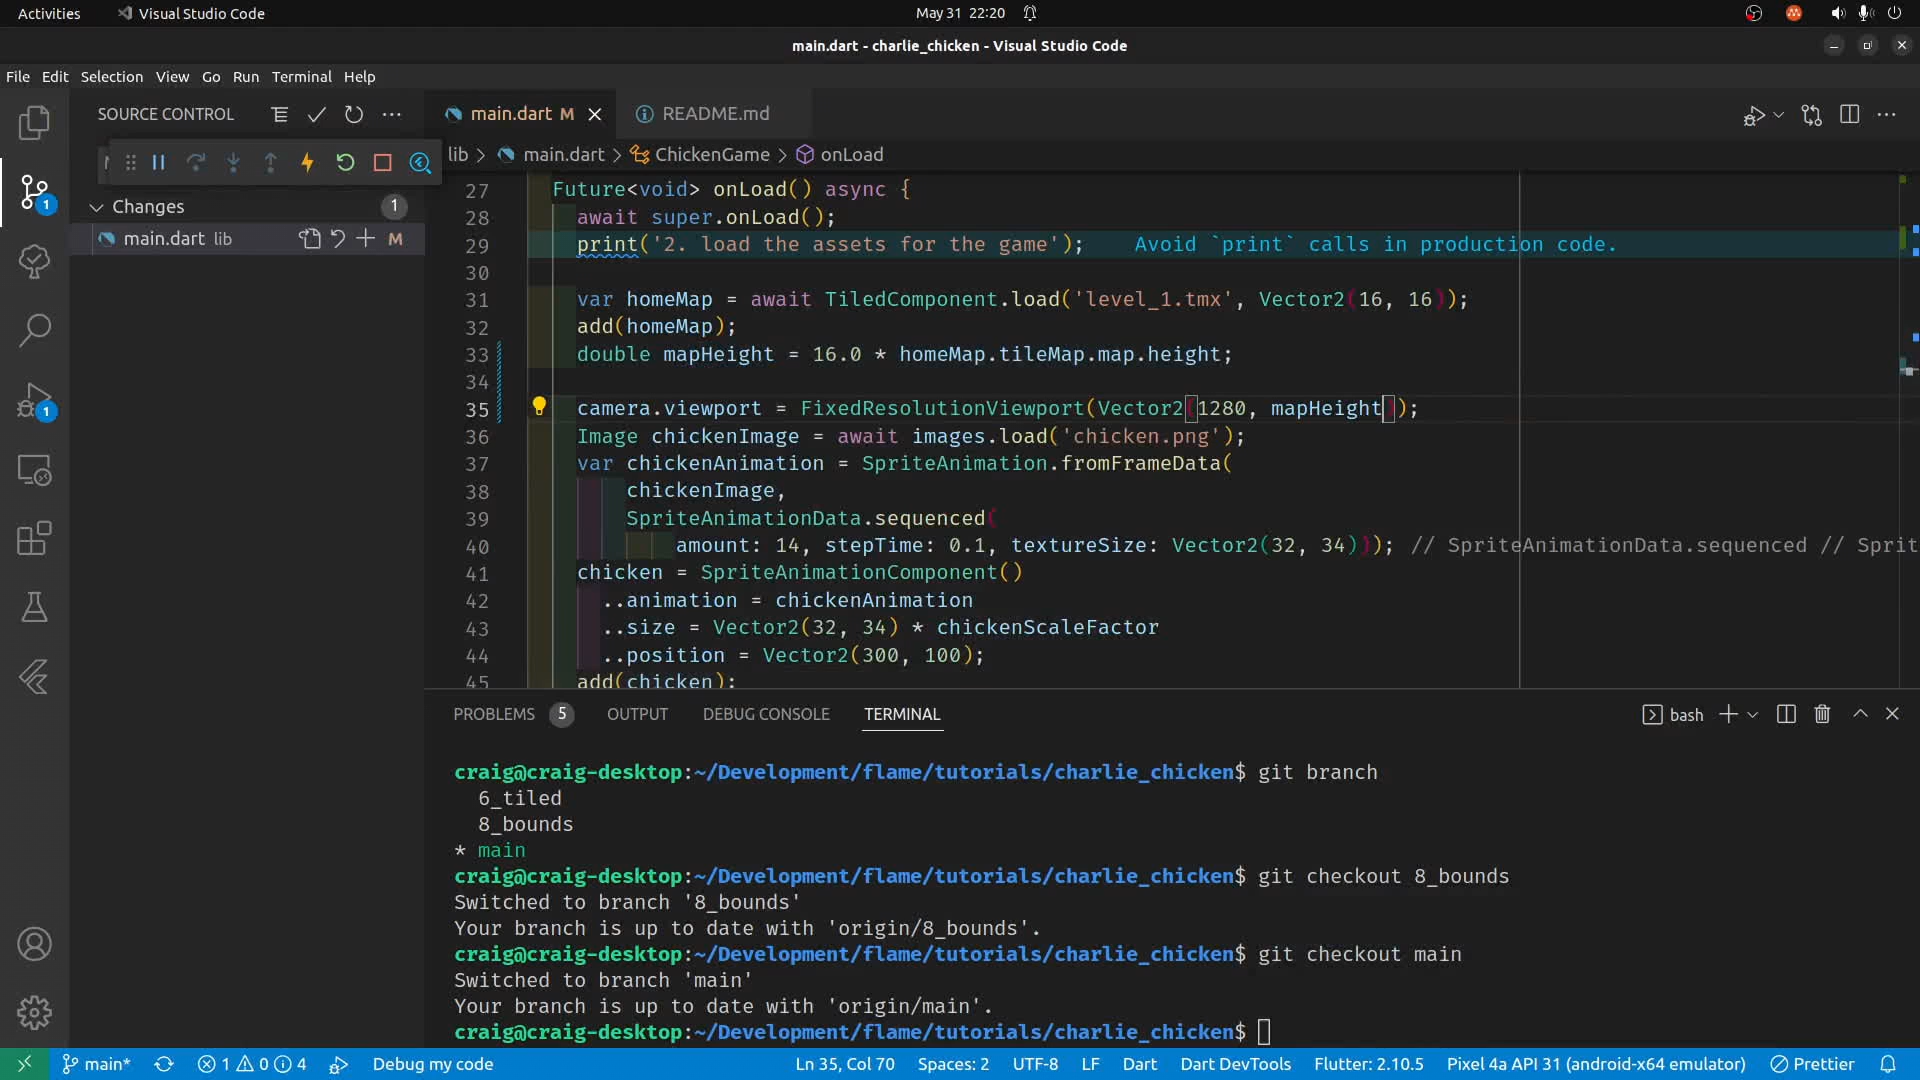 Activities
Visual Studio Code
May 31 22:20
main.dart - charlie_chicken - Visual Studio Code
File Edit Selection View Go Run Terminal Help
SOURCE CONTROL
main.dart M
README.md
lib > main.dart > ChickenGame > onLoad
Changes 1
main.dart lib M
1
1
27 Future<void> onLoad() async {
28 await super.onLoad();
29 print('2. load the assets for the game'); Avoid `print` calls in production code.
30
31 var homeMap = await TiledComponent.load('level_1.tmx', Vector2(16, 16));
32 add(homeMap);
33 double mapHeight = 16.0 * homeMap.tileMap.map.height;
34
35 camera.viewport = FixedResolutionViewport(Vector2(1280, mapHeight));
36 Image chickenImage = await images.load('chicken.png');
37 var chickenAnimation = SpriteAnimation.fromFrameData(
38 chickenImage,
39 SpriteAnimationData.sequenced(
40 amount: 14, stepTime: 0.1, textureSize: Vector2(32, 34))); // SpriteAnimationData.sequenced // Sprit
41 chicken = SpriteAnimationComponent()
42 ..animation = chickenAnimation
43 ..size = Vector2(32, 34) * chickenScaleFactor
44 ..position = Vector2(300, 100);
45 add(chicken);
PROBLEMS 5 OUTPUT DEBUG CONSOLE TERMINAL
bash
craig@craig-desktop:~/Development/flame/tutorials/charlie_chicken$ git branch
6_tiled
8_bounds
* main
craig@craig-desktop:~/Development/flame/tutorials/charlie_chicken$ git checkout 8_bounds
Switched to branch '8_bounds'
Your branch is up to date with 'origin/8_bounds'.
craig@craig-desktop:~/Development/flame/tutorials/charlie_chicken$ git checkout main
Switched to branch 'main'
Your branch is up to date with 'origin/main'.
craig@craig-desktop:~/Development/flame/tutorials/charlie_chicken$
main* 1 0 4 Debug my code Ln 35, Col 70 Spaces: 2 UTF-8 LF Dart Dart DevTools Flutter: 2.10.5 Pixel 4a API 31 (android-x64 emulator) Prettier